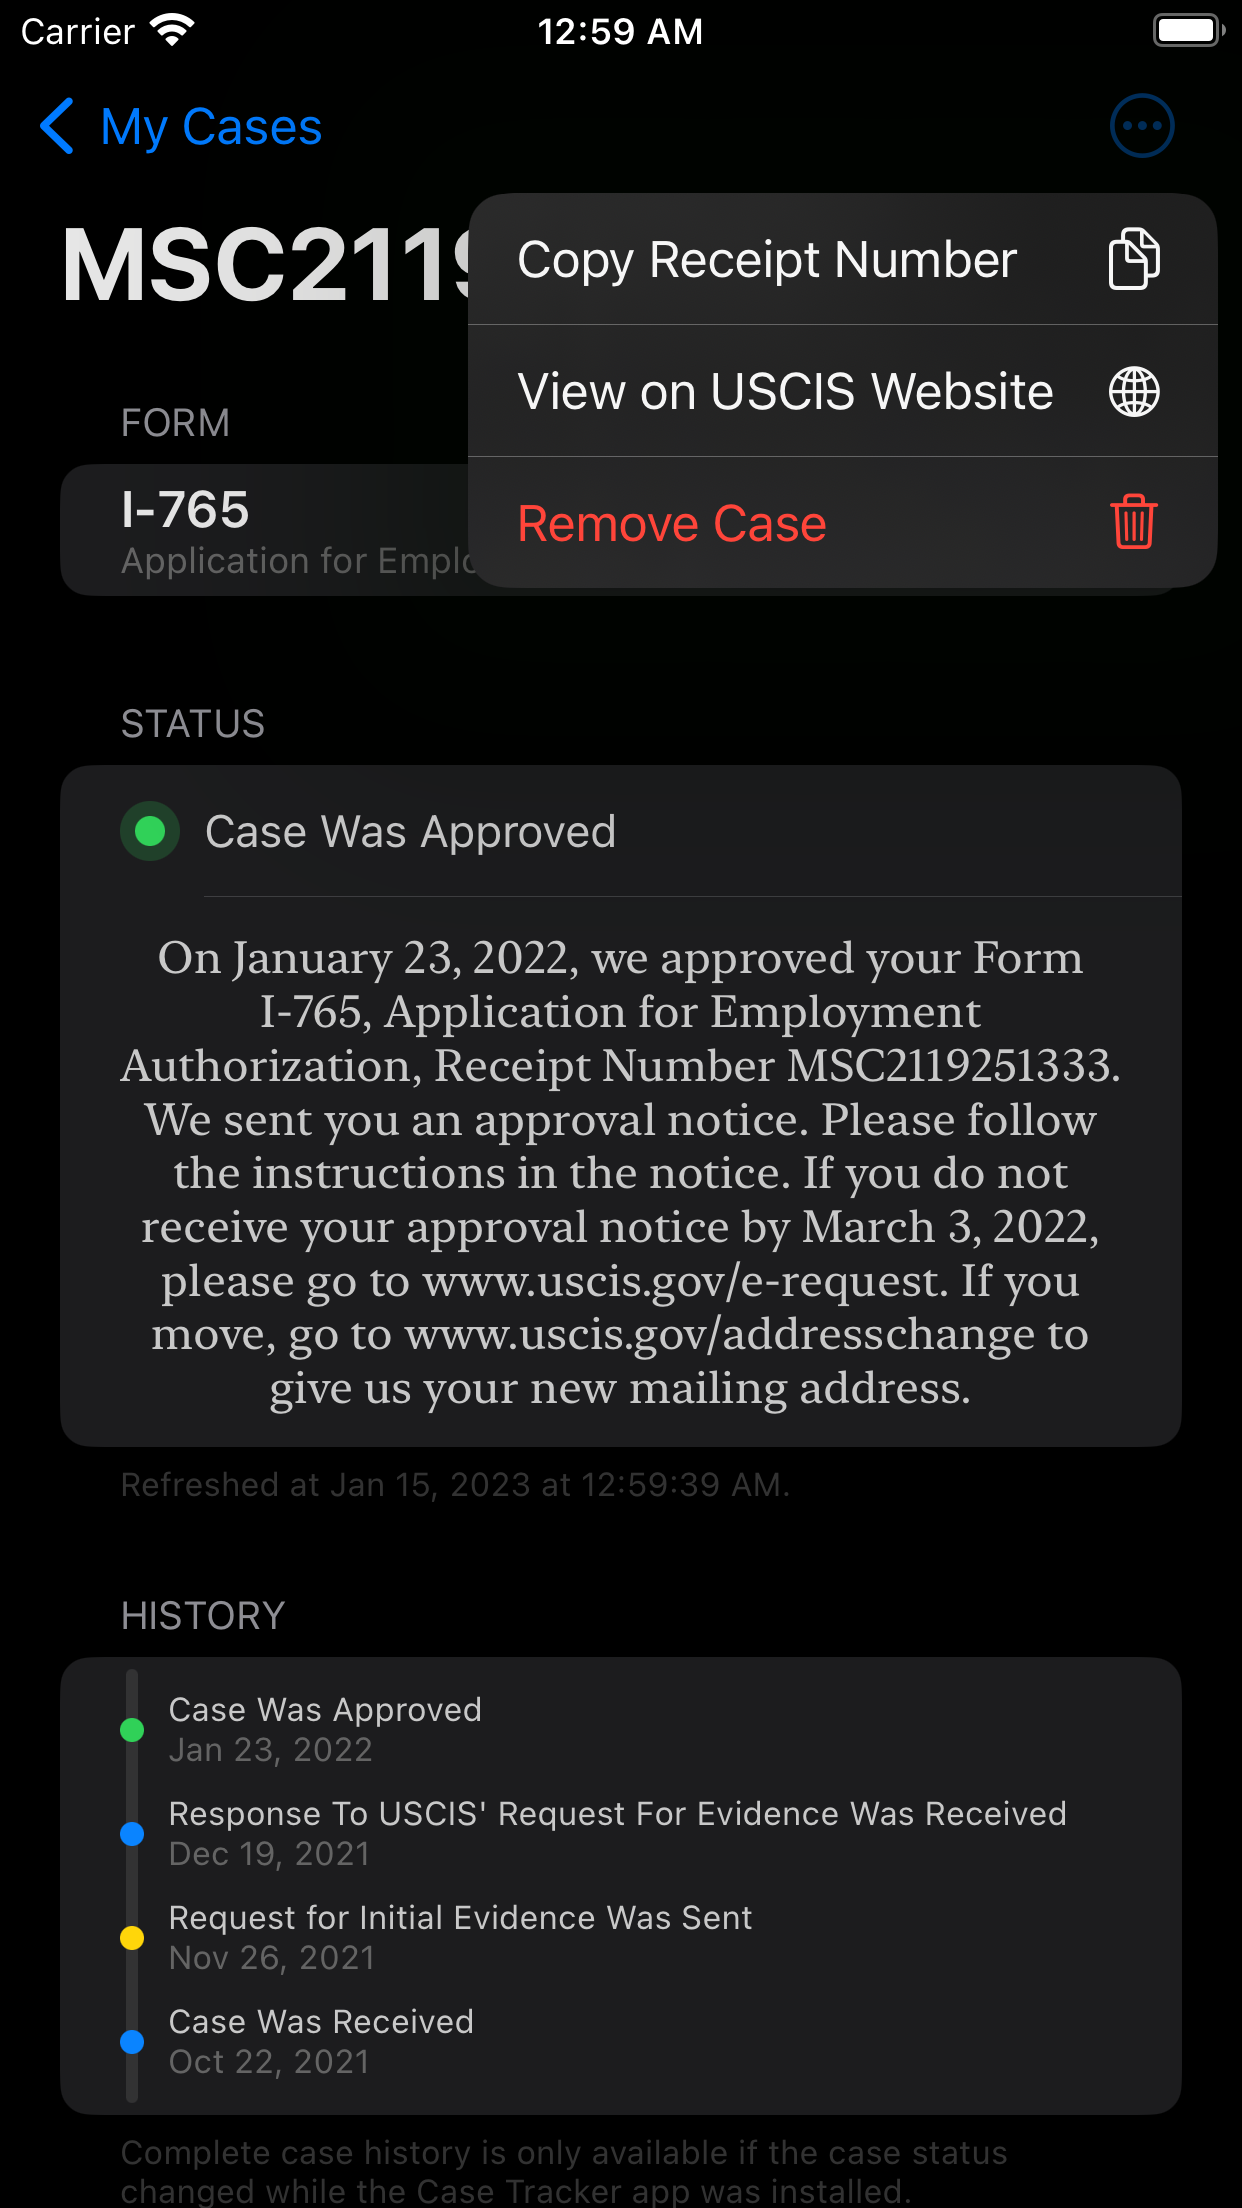 Carrier
12:59 AM
My Cases
MSC211
Copy Receipt Number
View on USCIS Website
Remove Case
FORM
I-765
Application for
STATUS
Case Was Approved
On January 23, 2022, we approved your Form
I-765, Application for Employment
Authorization, Receipt Number MSC2119251333.
We sent you an approval notice. Please follow
the instructions in the notice. If you do not
receive your approval notice by March 3, 2022,
please go to www.uscis.gov/e-request. If you
move, go to www.uscis.gov/addresschange to
give us your new mailing address.
Refreshed at Jan 15, 2023 at 12:59:39 AM.
HISTORY
Case Was Approved
Jan 23, 2022
Response To USCIS' Request For Evidence Was Received
Dec 19, 2021
Request for Initial Evidence Was Sent
Nov 26, 2021
Case Was Received
Oct 22, 2021
Complete case history is only available if the case status
changed while the Case Tracker app was installed.